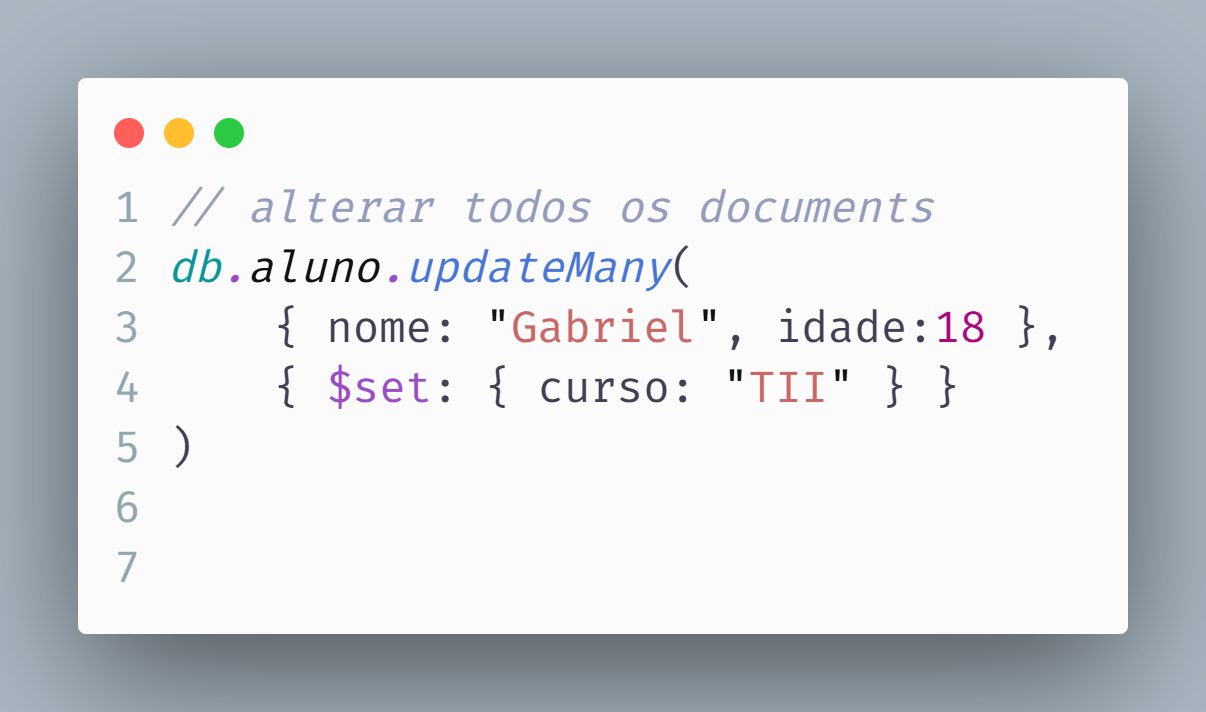 1 // alterar todos os documents
2 db.aluno.updateMany(
3     { nome: "Gabriel", idade:18 },
4     { $set: { curso: "TII" } }
5 )
6
7